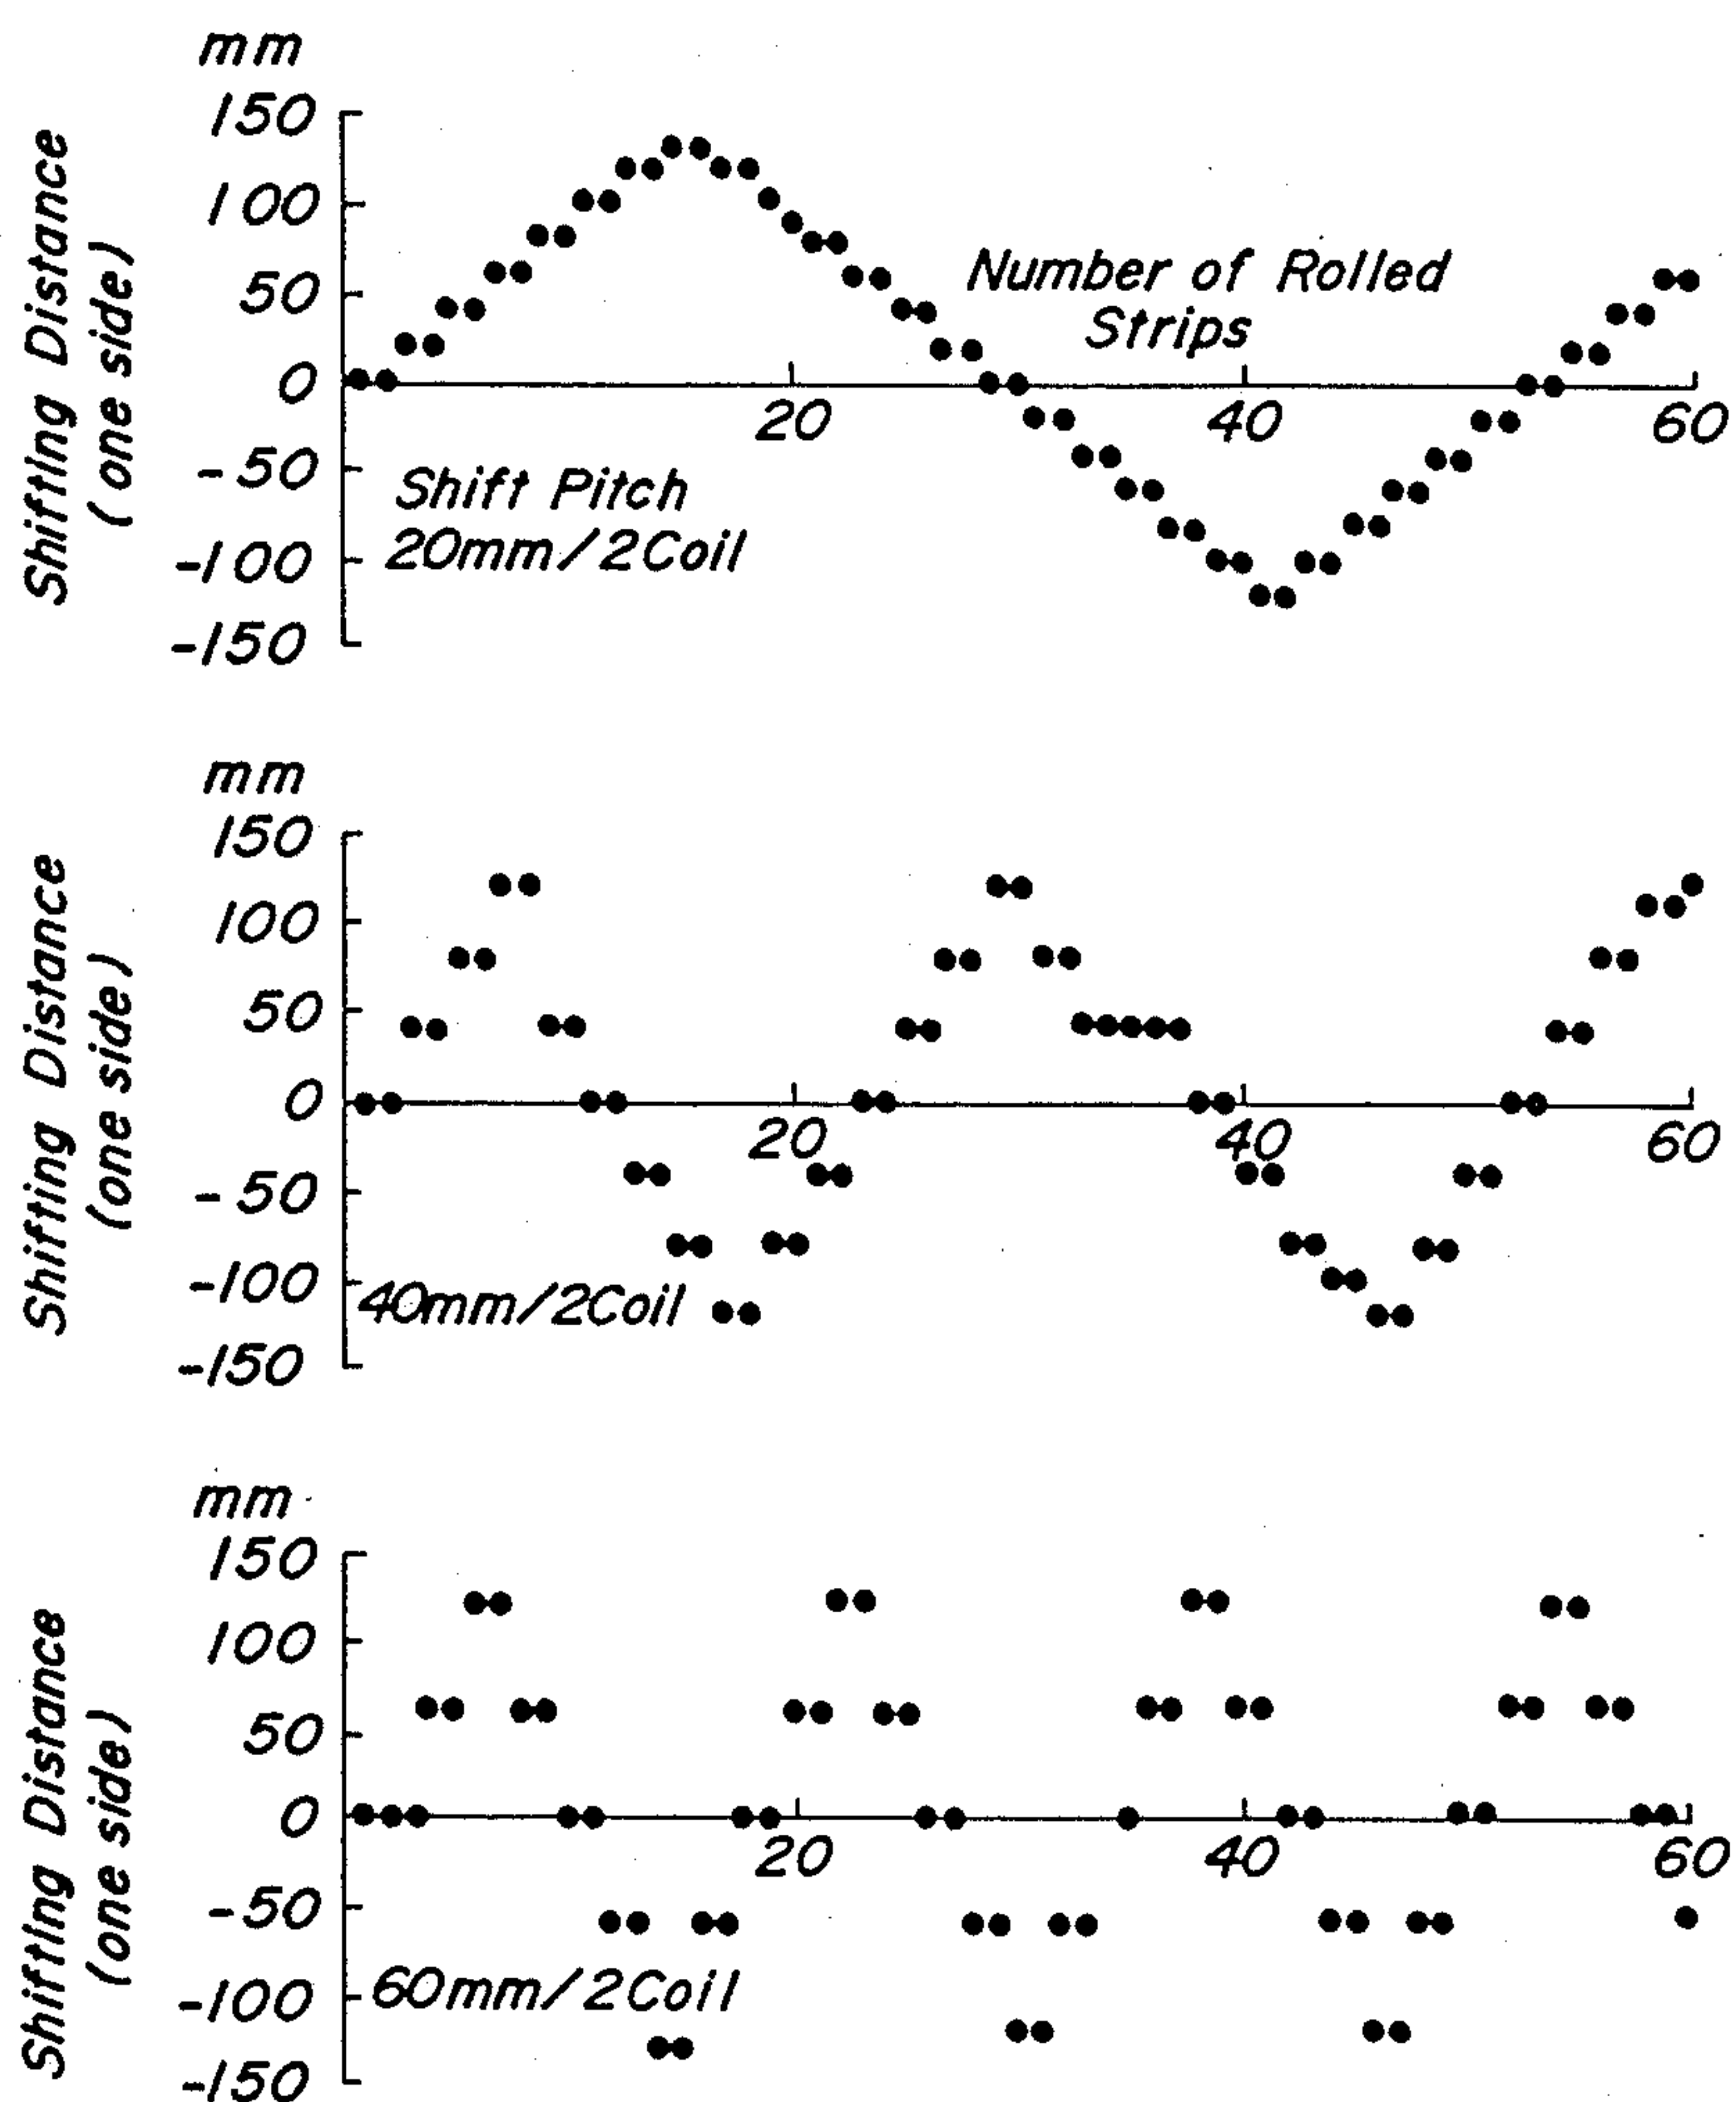 mm
150
100
50
0
-50
-100
-150
Shifting Distance
(one side)
Number of Rolled
Strips
20
40
60
Shift Pitch
20mm/2Coil
mm
150
100
50
0
-50
-100
-150
Shifting Distance
(one side)
20
40
60
40mm/2Coil
mm
150
100
50
0
-50
-100
-150
Shifting Distance
(one side)
20
40
60
60mm/2Coil